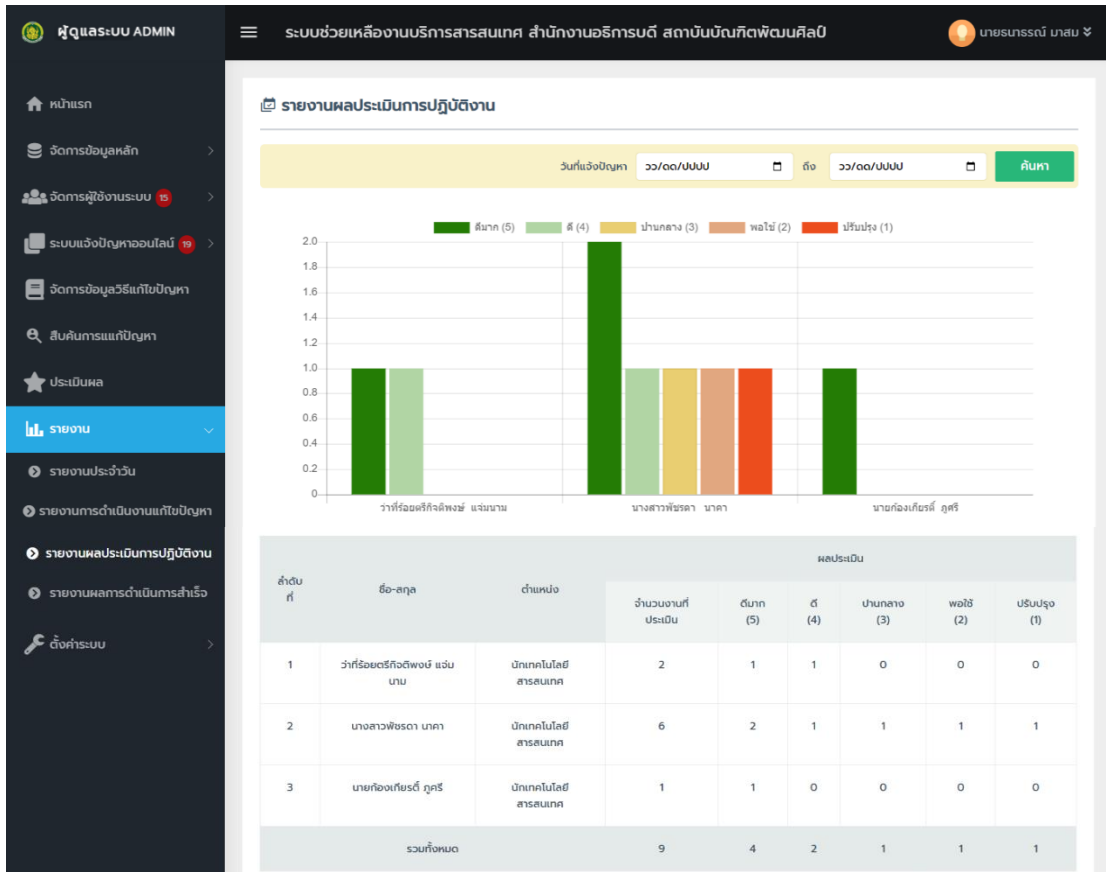 ผู้ดูแลระบบ ADMIN
ระบบช่วยเหลืองานบริการสารสนเทศ สำนักงานอธิการบดี สถาบันบัณฑิตพัฒนศิลป์
นายธนาธรณ์ มาสม
หน้าแรก
จัดการข้อมูลหลัก
จัดการผู้ใช้งานระบบ 15
ระบบแจ้งปัญหาออนไลน์ 19
จัดการข้อมูลวิธีแก้ไขปัญหา
สืบค้นการแแก้ปัญหา
ประเมินผล
รายงาน
รายงานประจำวัน
รายงานการดำเนินงานแก้ไขปัญหา
รายงานผลประเมินการปฏิบัติงาน
รายงานผลการดำเนินการสำเร็จ
ตั้งค่าระบบ
รายงานผลประเมินการปฏิบัติงาน
วันที่แจ้งปัญหา วว/ดด/ปปปป ถึง วว/ดด/ปปปป ค้นหา
ดีมาก (5) ดี (4) ปานกลาง (3) พอใช้ (2) ปรับปรุง (1)
2.0
1.8
1.6
1.4
1.2
1.0
0.8
0.6
0.4
0.2
0
ว่าที่ร้อยตรีกิจติพงษ์ แจ่มนาม นางสาวพัชรดา นาคา นายก้องเกียรติ์ ภูศรี
ผลประเมิน
ลำดับ
ที่
ชื่อ-สกุล ตำแหน่ง
จำนวนงานที่
ประเมิน
ดีมาก
(5)
ดี
(4)
ปานกลาง
(3)
พอใช้
(2)
ปรับปรุง
(1)
1 ว่าที่ร้อยตรีกิจติพงษ์ แจ่ม นักเทคโนโลยี 2 1 1 0 0 0
นาม สารสนเทศ
2 นางสาวพัชรดา นาคา นักเทคโนโลยี 6 2 1 1 1 1
สารสนเทศ
3 นายก้องเกียรติ์ ภูศรี นักเทคโนโลยี 1 1 0 0 0 0
สารสนเทศ
รวมทั้งหมด 9 4 2 1 1 1